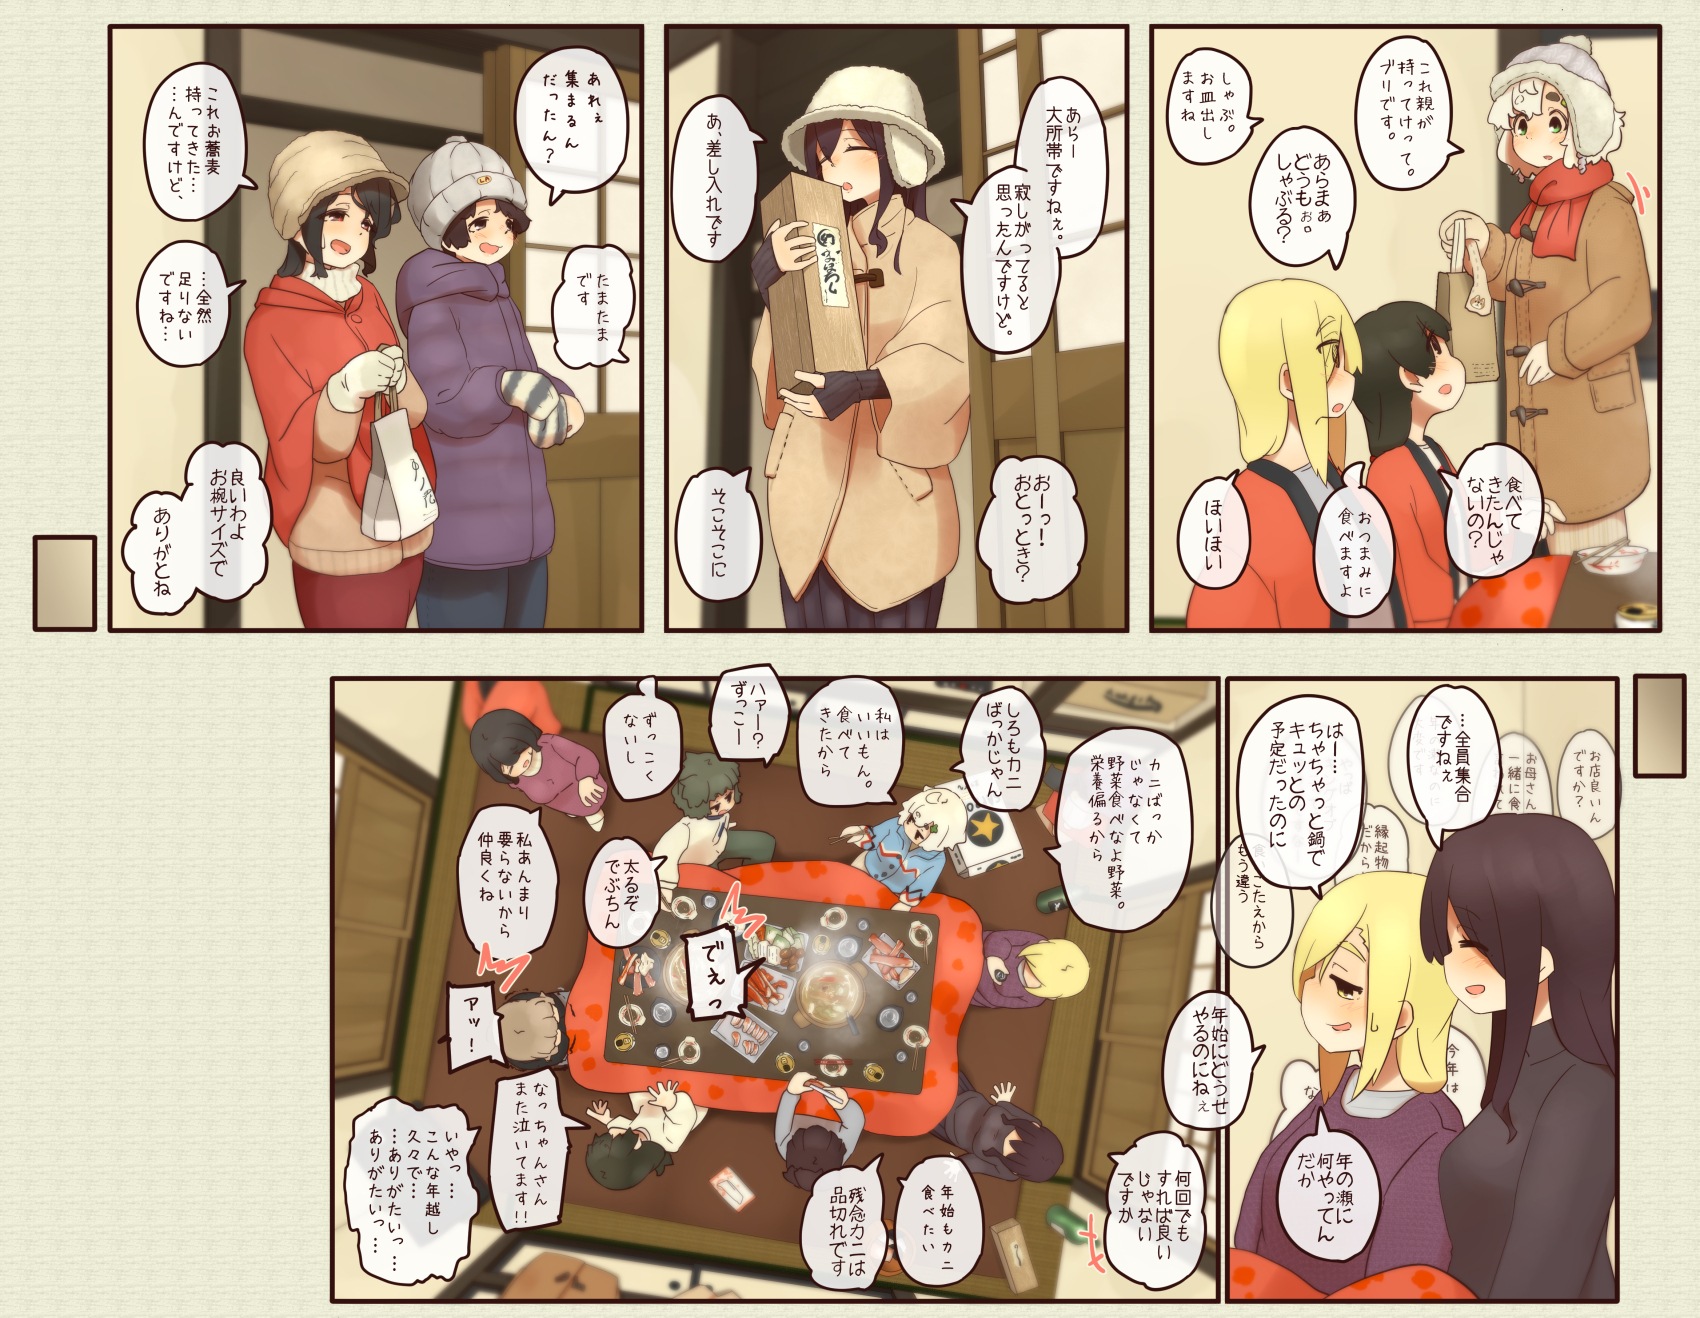 これ親が
持ってけって。
ブリです。
あらまぁ
どうもぉ。
しゃぶる?
しゃぶ。
お皿出し
ますね
食べて
きたんじゃ
ないの?
おつまみに
食べますよ
ほいほい
あらー
大所帯ですねぇ。
寂しがってると
思ったんですけど。
あ、差し入れです
おーっ!
おとっとき?
そこそこに
あれぇ
集まるん
だったん?
たまたま
です
これお蕎麦
持ってきた…
…んですけど、
…全然
足りない
ですね…
良いわよ
お椀サイズで
ありがとね
LA
…全員集合
ですねぇ
はー…
ちゃちゃっと鍋で
キュッとの
予定だったのに
お店良いん
ですか?
お母さん
一緒に食
縁起物
だから
食いごたえから
もう違う
今年は
な
年始にどうせ
やるのにねぇ
年の瀬に
何やってん
だか
何回でも
すれば良い
じゃない
ですか
カニばっか
じゃなくて
野菜食べなよ野菜。
栄養偏るから
しろもカニ
ばっかじゃん
私は
いいもん。
食べて
きたから
ハァー?
ずっこー
ずっこく
ないし
太るぞ
でぶちん
でぇっ
私あんまり
要らないから
仲良くね
アッ!
なっちゃんさん
また泣いてます!!
いやっ…
こんな年越し
久々で…
…ありがたいっ…
ありがたいっ…
年始もカニ
食べたい
残念カニは
品切れです